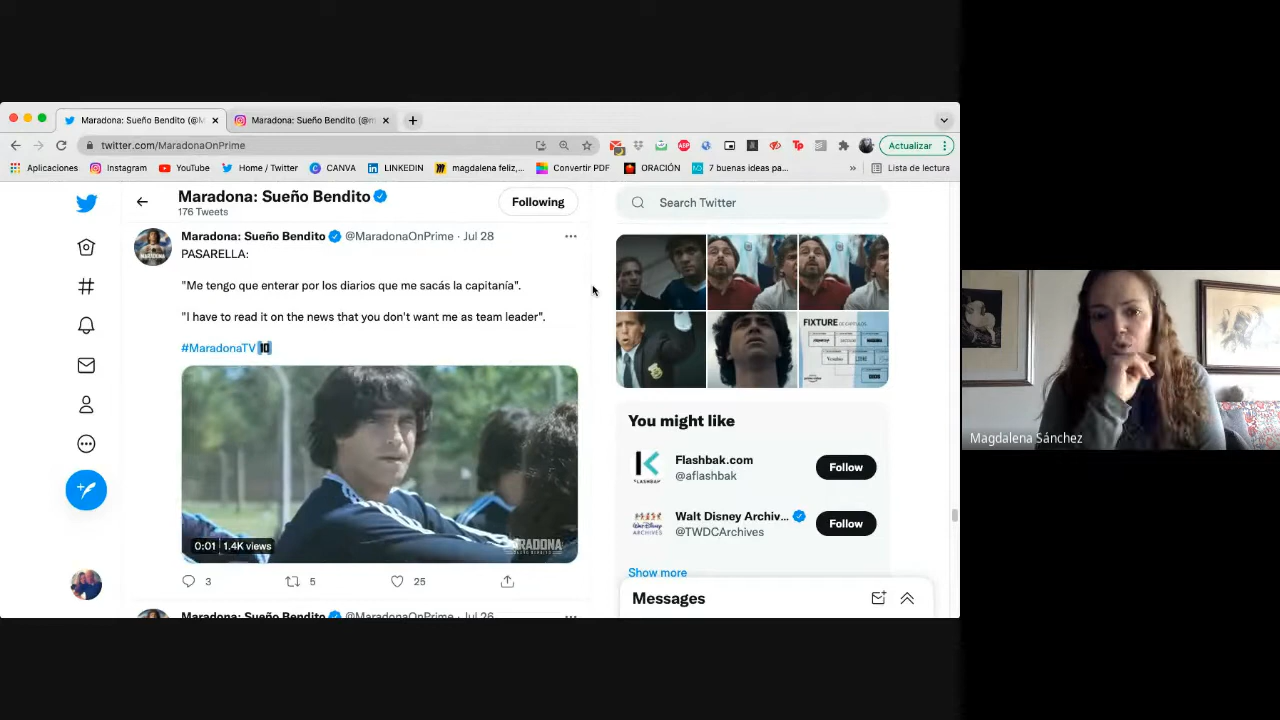 Maradona: Sueño Bendito (@M
Maradona: Sueño Bendito (@m
twitter.com/MaradonaOnPrime
Actualizar
Aplicaciones
Instagram
YouTube
Home / Twitter
CANVA
LINKEDIN
magdalena feliz,...
Convertir PDF
ORACIÓN
7 buenas ideas pa...
»
Lista de lectura
Maradona: Sueño Bendito
176 Tweets
Following
Search Twitter
Maradona: Sueño Bendito @MaradonaOnPrime · Jul 28
PASARELLA:
"Me tengo que enterar por los diarios que me sacás la capitanía".
"I have to read it on the news that you don't want me as team leader".
#MaradonaTV
0:01 1.4K views
3
5
25
FIXTURE
You might like
Flashbak.com
@aflashbak
Follow
Walt Disney Archiv...
@TWDCArchives
Follow
Show more
Messages
Maradona: Sueño Bendito @MaradonaOnPrime · Jul 26
Magdalena Sánchez